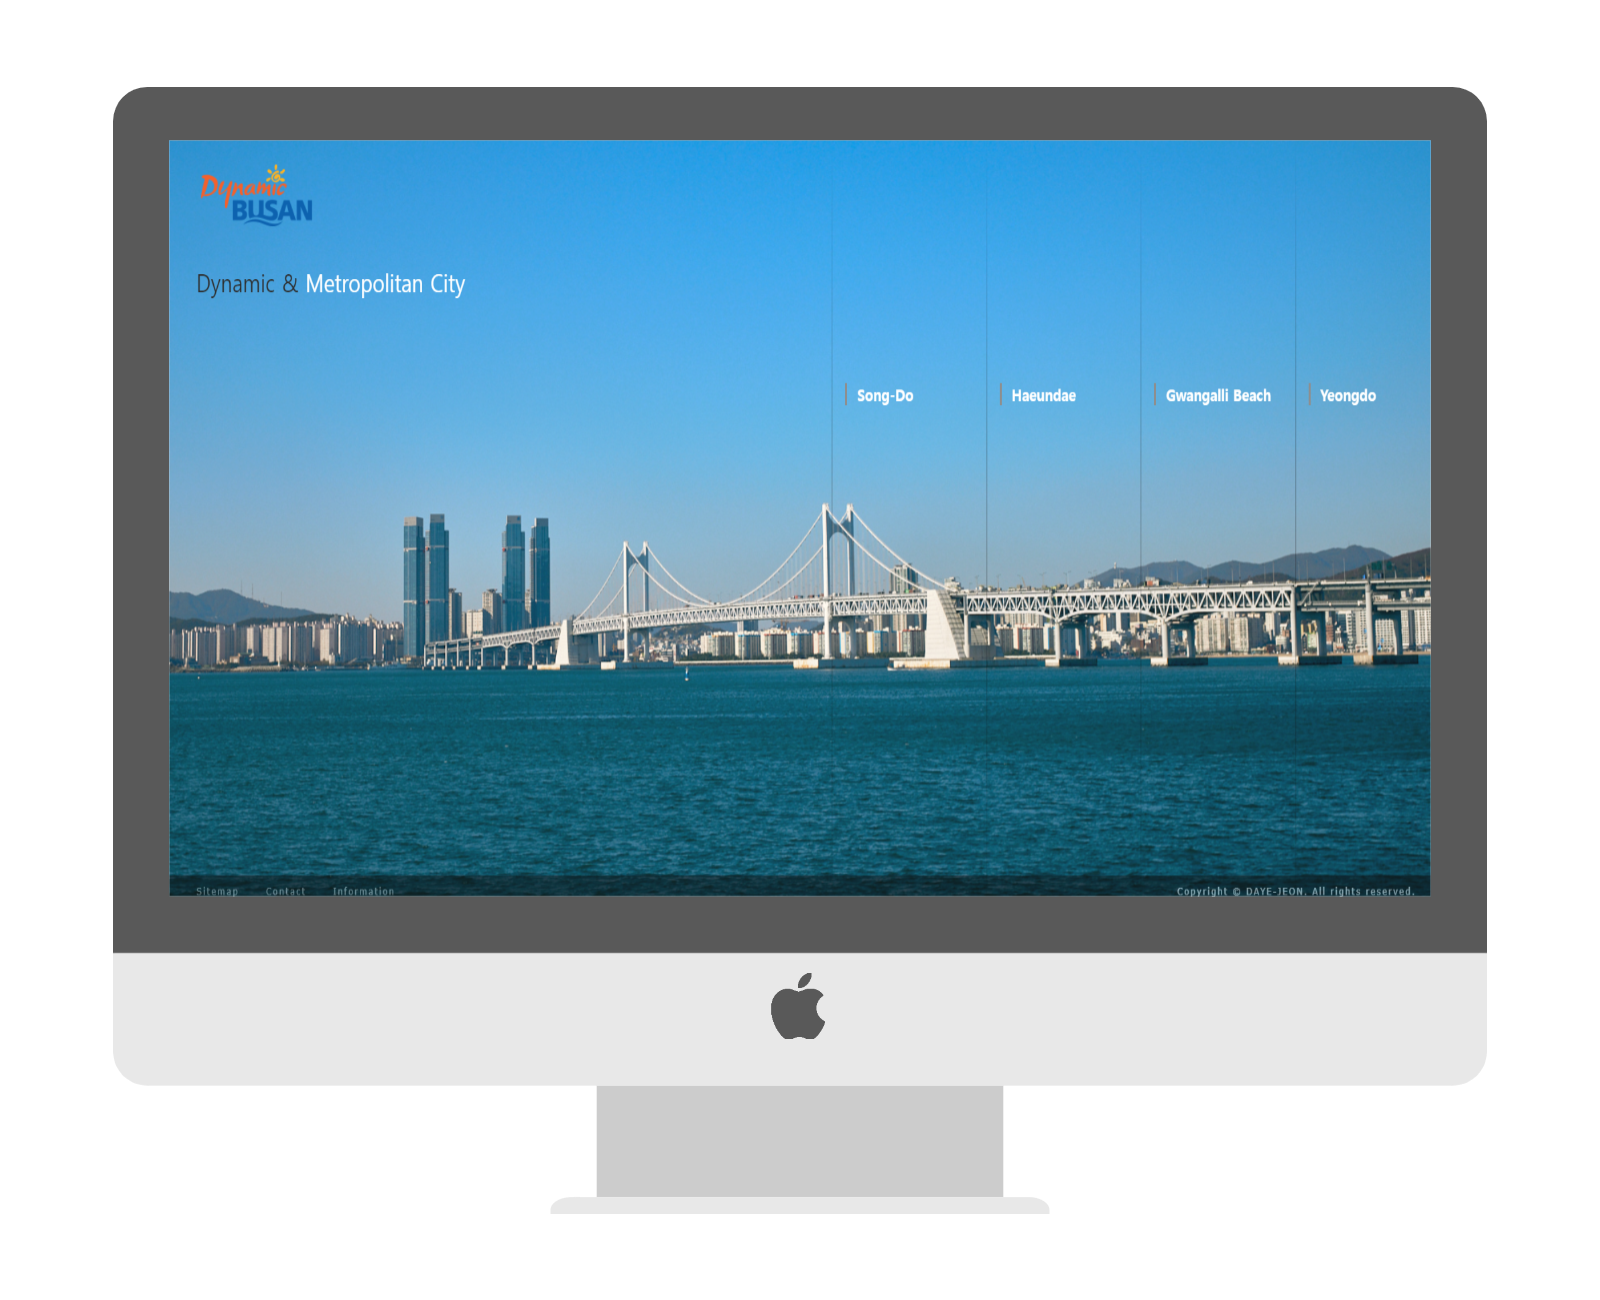 Dynamic
BUSAN
Dynamic & Metropolitan City
Song-Do
Haeundae
Gwangalli Beach
Yeongdo
Sitemap Contact Information
Copyright © DAYE-JEON. All rights reserved.